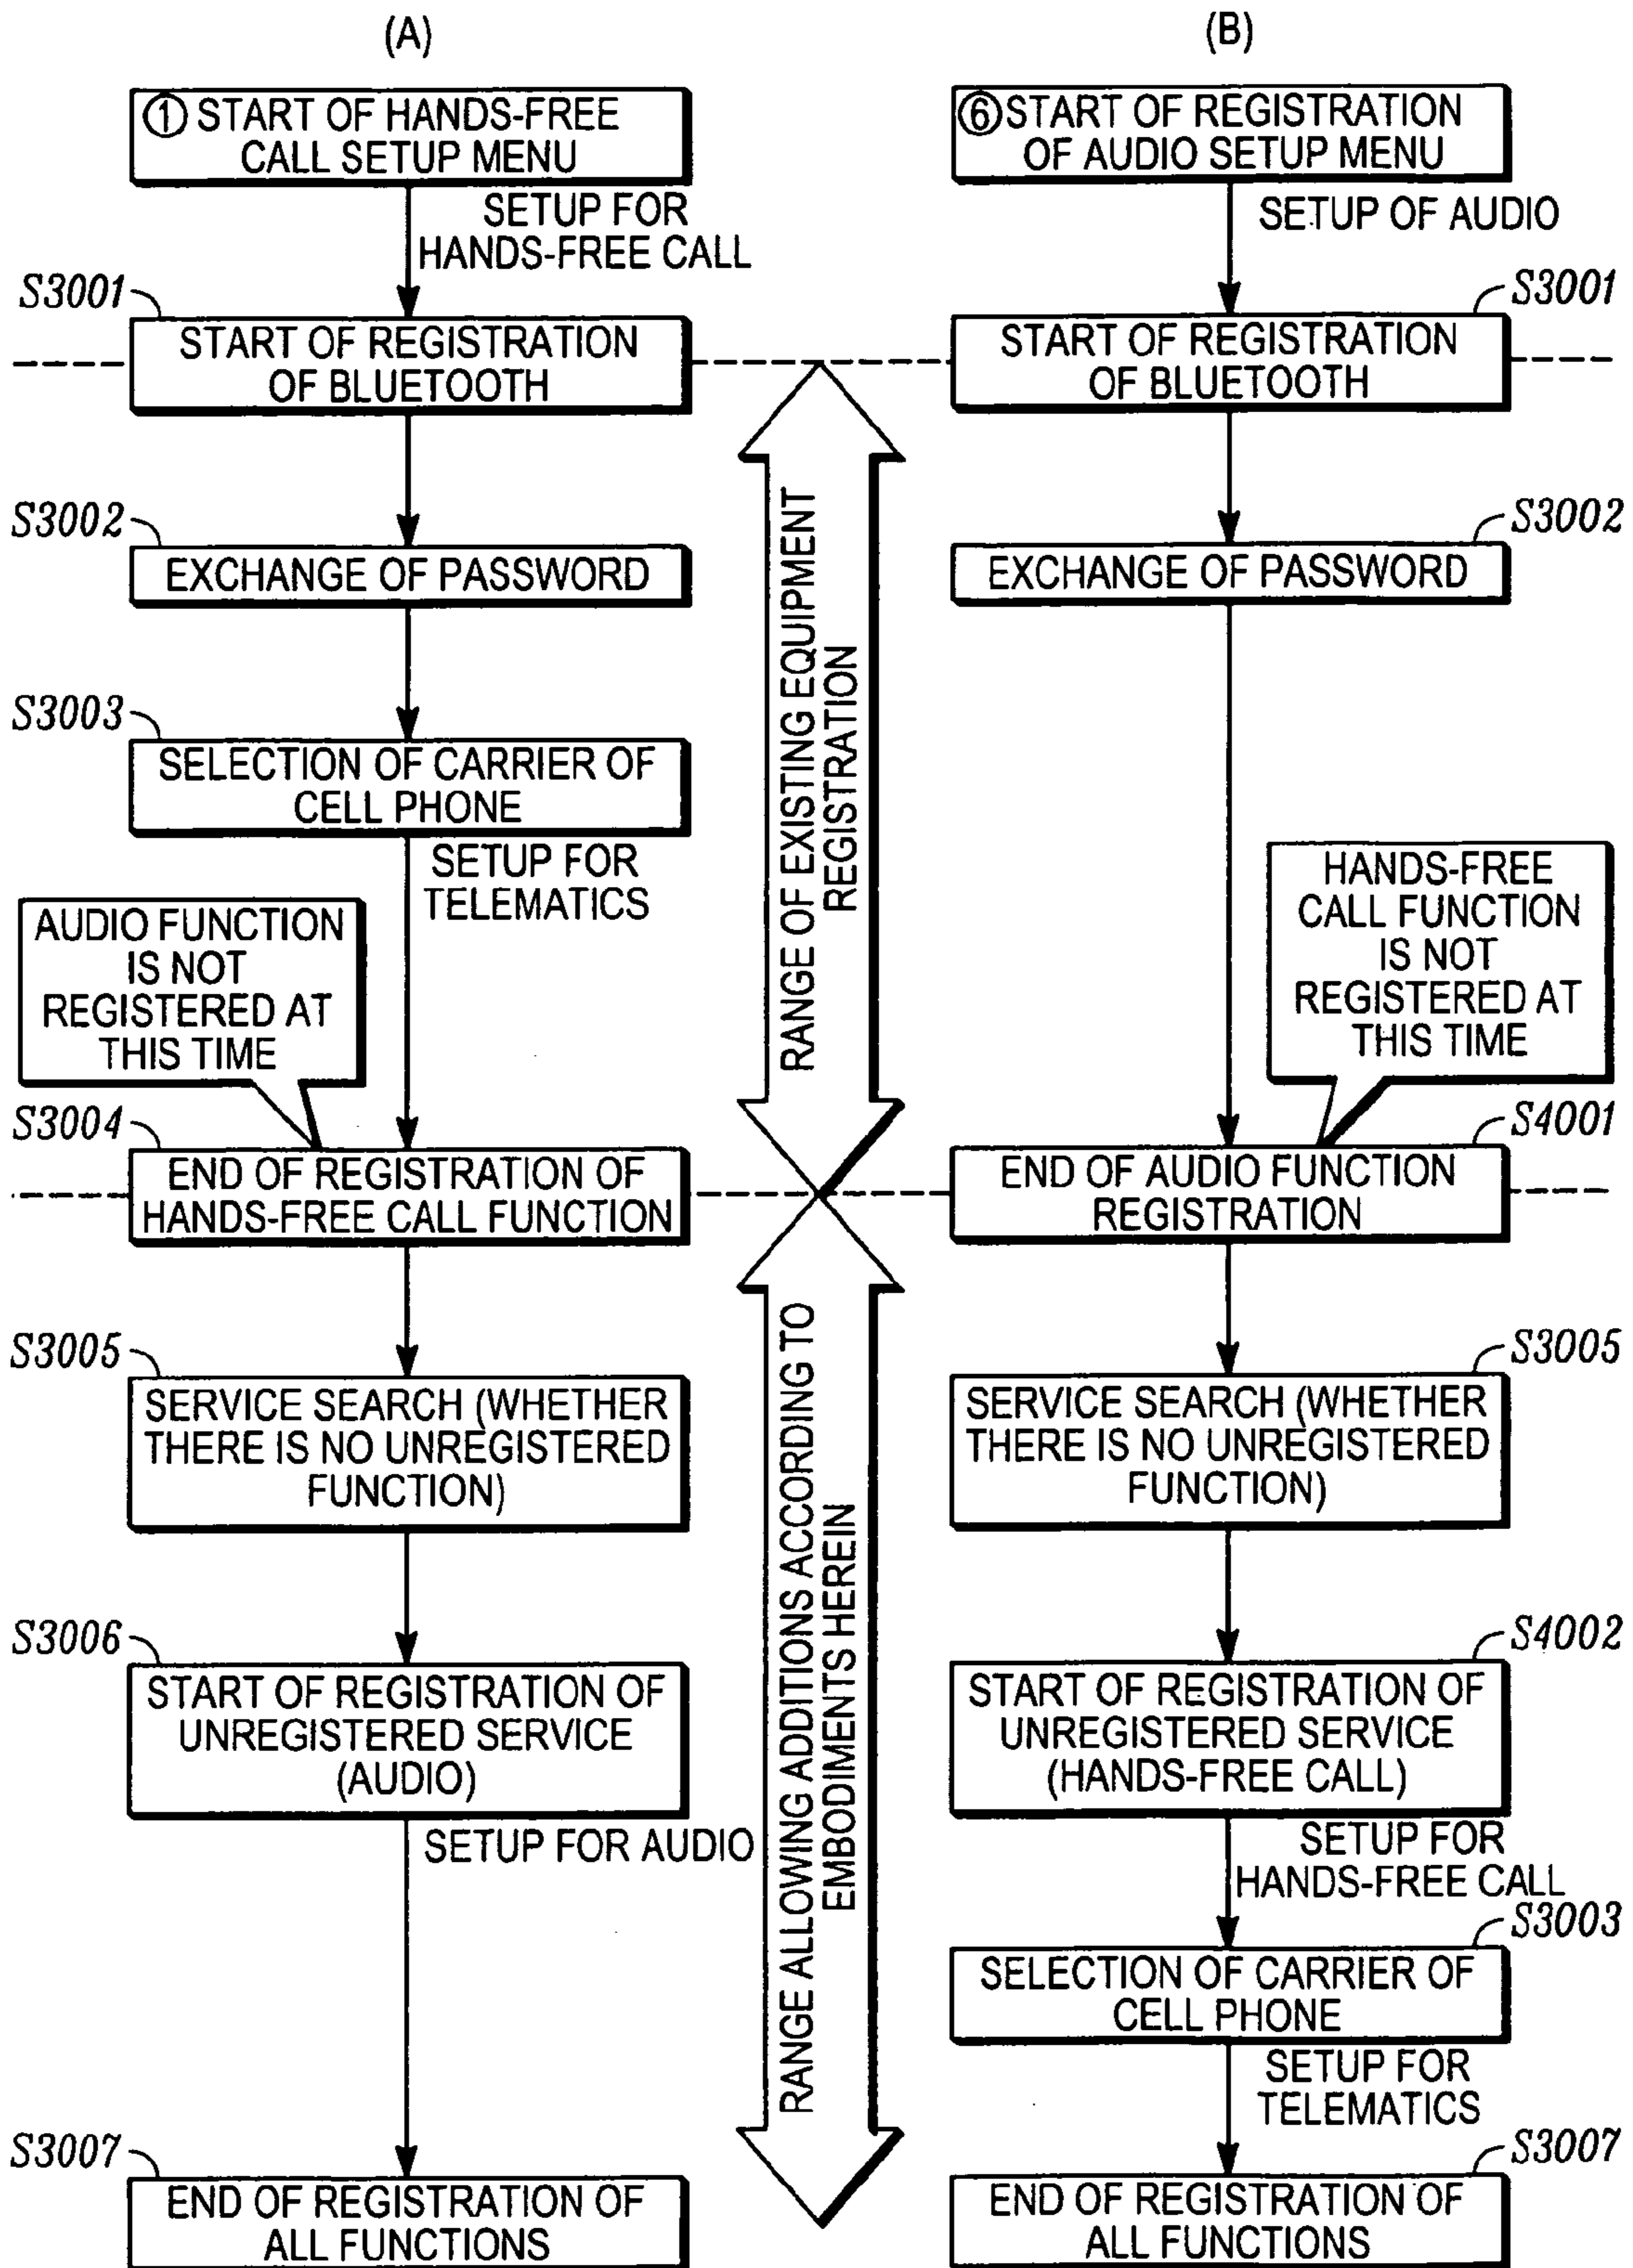 (A)
① START OF HANDS-FREE
CALL SETUP MENU
SETUP FOR
HANDS-FREE CALL
S3001
START OF REGISTRATION
OF BLUETOOTH
S3002
EXCHANGE OF PASSWORD
S3003
SELECTION OF CARRIER OF
CELL PHONE
SETUP FOR
TELEMATICS
AUDIO FUNCTION
IS NOT
REGISTERED AT
THIS TIME
S3004
END OF REGISTRATION OF
HANDS-FREE CALL FUNCTION
S3005
SERVICE SEARCH (WHETHER
THERE IS NO UNREGISTERED
FUNCTION)
S3006
START OF REGISTRATION OF
UNREGISTERED SERVICE
(AUDIO)
SETUP FOR AUDIO
S3007
END OF REGISTRATION OF
ALL FUNCTIONS
RANGE OF EXISTING EQUIPMENT
REGISTRATION
RANGE ALLOWING ADDITIONS ACCORDING TO
EMBODIMENTS HEREIN
(B)
⑥ START OF REGISTRATION
OF AUDIO SETUP MENU
SETUP OF AUDIO
S3001
START OF REGISTRATION
OF BLUETOOTH
S3002
EXCHANGE OF PASSWORD
HANDS-FREE
CALL FUNCTION
IS NOT
REGISTERED AT
THIS TIME
S4001
END OF AUDIO FUNCTION
REGISTRATION
S3005
SERVICE SEARCH (WHETHER
THERE IS NO UNREGISTERED
FUNCTION)
S4002
START OF REGISTRATION OF
UNREGISTERED SERVICE
(HANDS-FREE CALL)
SETUP FOR
HANDS-FREE CALL
S3003
SELECTION OF CARRIER OF
CELL PHONE
SETUP FOR
TELEMATICS
S3007
END OF REGISTRATION OF
ALL FUNCTIONS